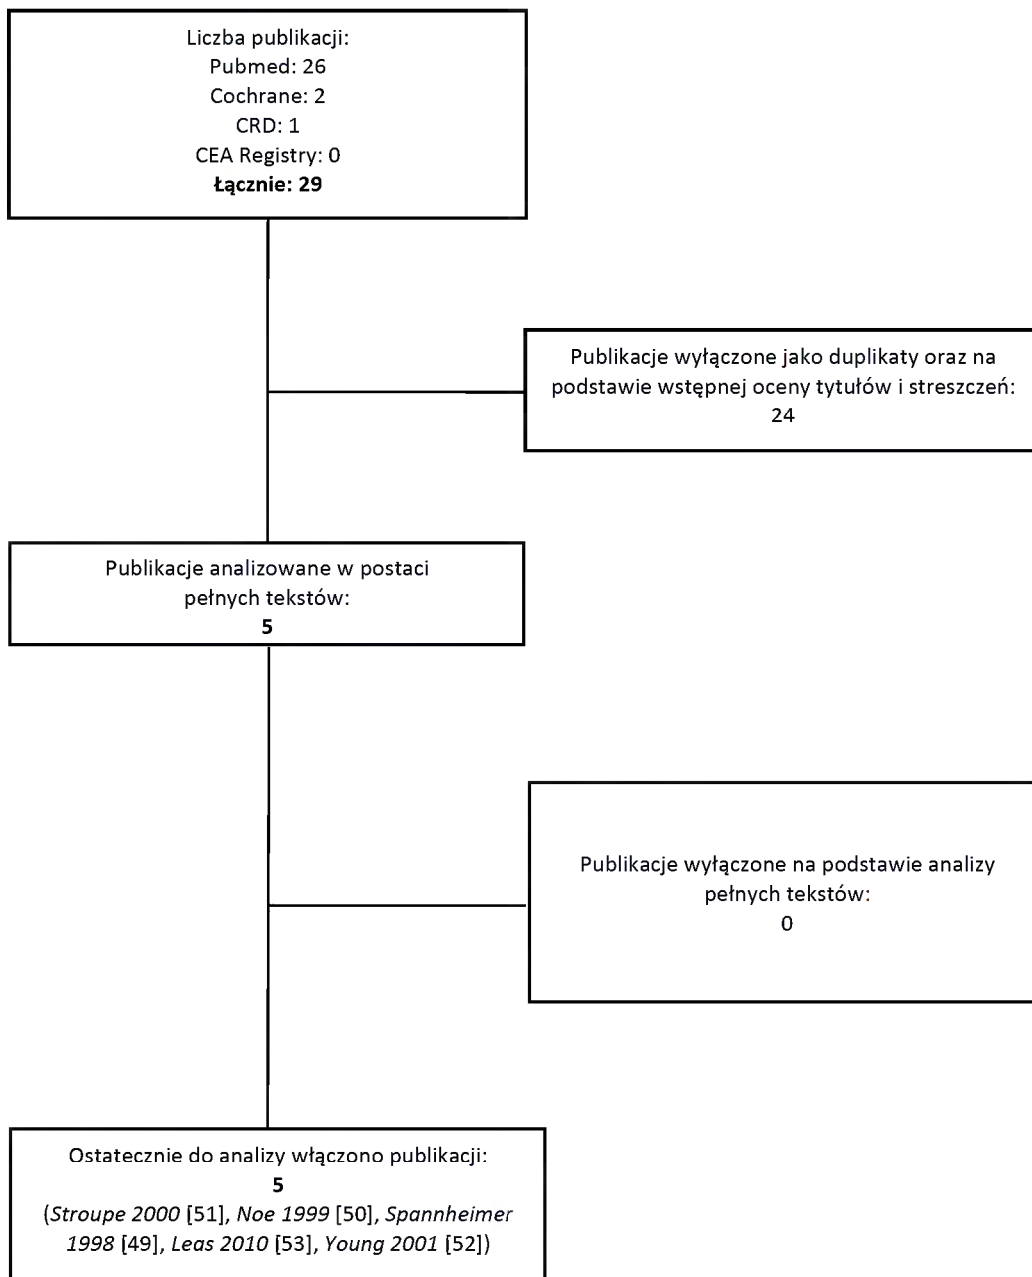 Liczba publikacji:
Pubmed: 26
Cochrane: 2
CRD: 1
CEA Registry: 0
Łącznie: 29
Publikacje wyłączone jako duplikaty oraz na
podstawie wstępnej oceny tytułów i streszczeń:
24
Publikacje analizowane w postaci
pełnych tekstów:
5
Publikacje wyłączone na podstawie analizy
pełnych tekstów:
0
Ostatecznie do analizy włączono publikacji:
5
(Stroupe 2000 [51], Noe 1999 [50], Spannheimer
1998 [49], Leas 2010 [53], Young 2001 [52])